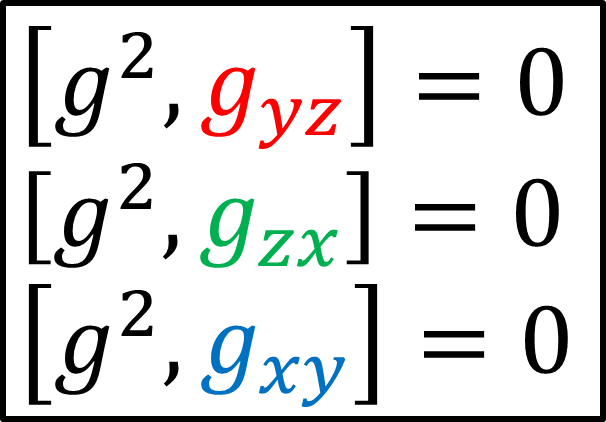 [g², g_yz] = 0
[g², g_zx] = 0
[g², g_xy] = 0